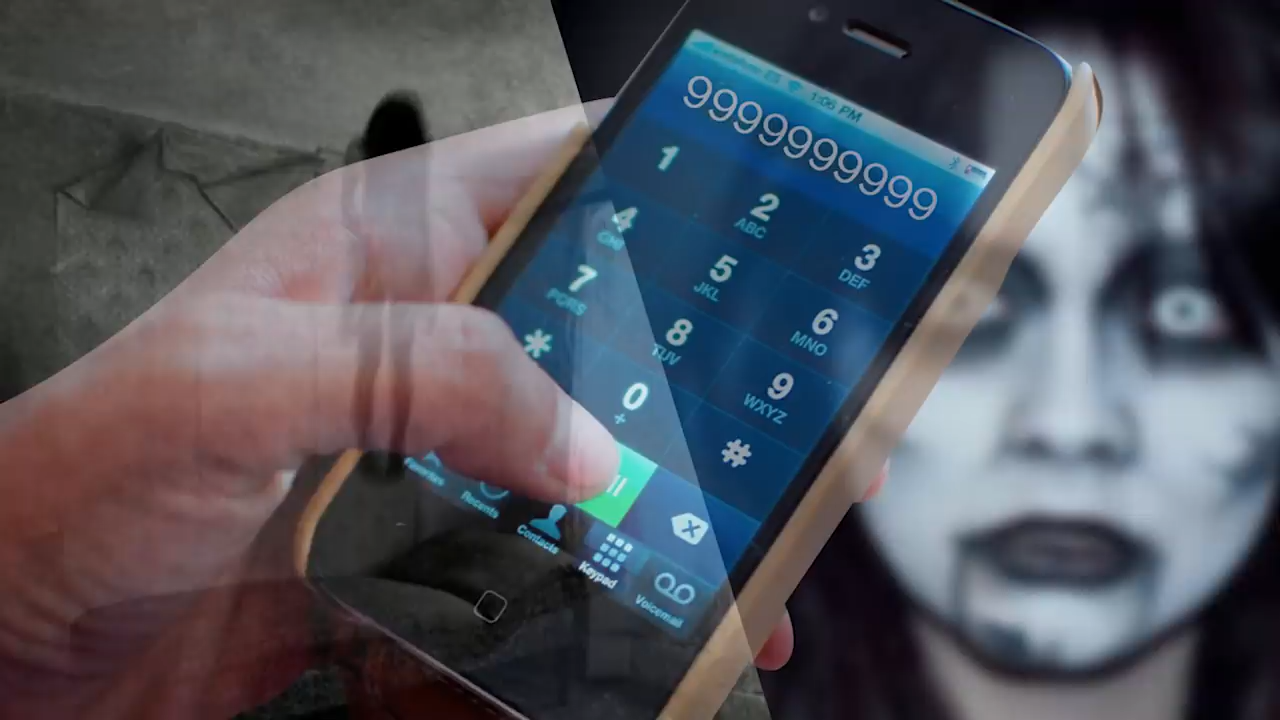 1:06 PM
9999999999
1
2 ABC
3 DEF
4 GHI
5 JKL
6 MNO
7 PQRS
8 TUV
9 WXYZ
*
0 +
#
Favorites
Recents
Contacts
Keypad
Voicemail